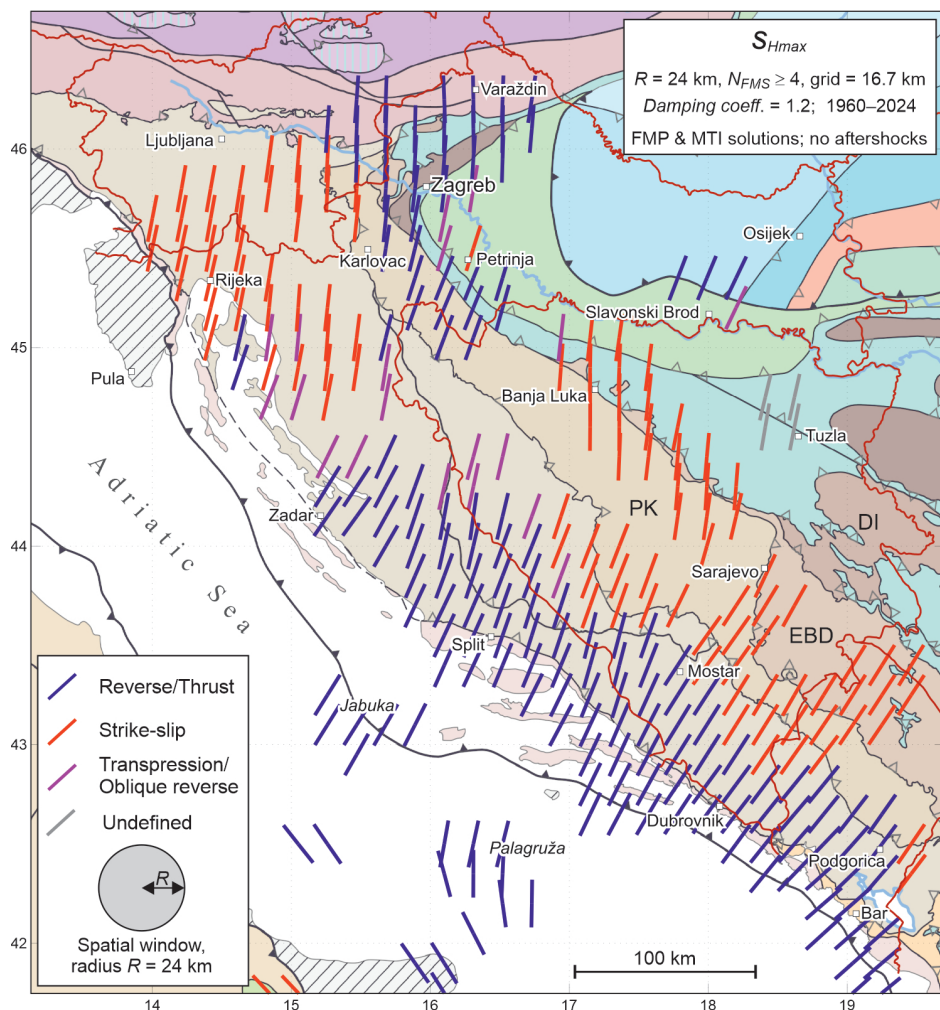 S_Hmax
R = 24 km, N_FMS ≥ 4, grid = 16.7 km
Damping coeff. = 1.2; 1960–2024
FMP & MTI solutions; no aftershocks
Varaždin
Ljubljana
46
Zagreb
Osijek
Karlovac
Petrinja
Rijeka
Slavonski Brod
45
Pula
Banja Luka
Tuzla
Adriatic Sea
Zadar
PK
DI
44
Sarajevo
EBD
Split
Mostar
Reverse/Thrust
Jabuka
Strike-slip
43
Transpression/
Oblique reverse
Undefined
Dubrovnik
Palagruža
Podgorica
R
Bar
Spatial window,
radius R = 24 km
42
100 km
14 15 16 17 18 19